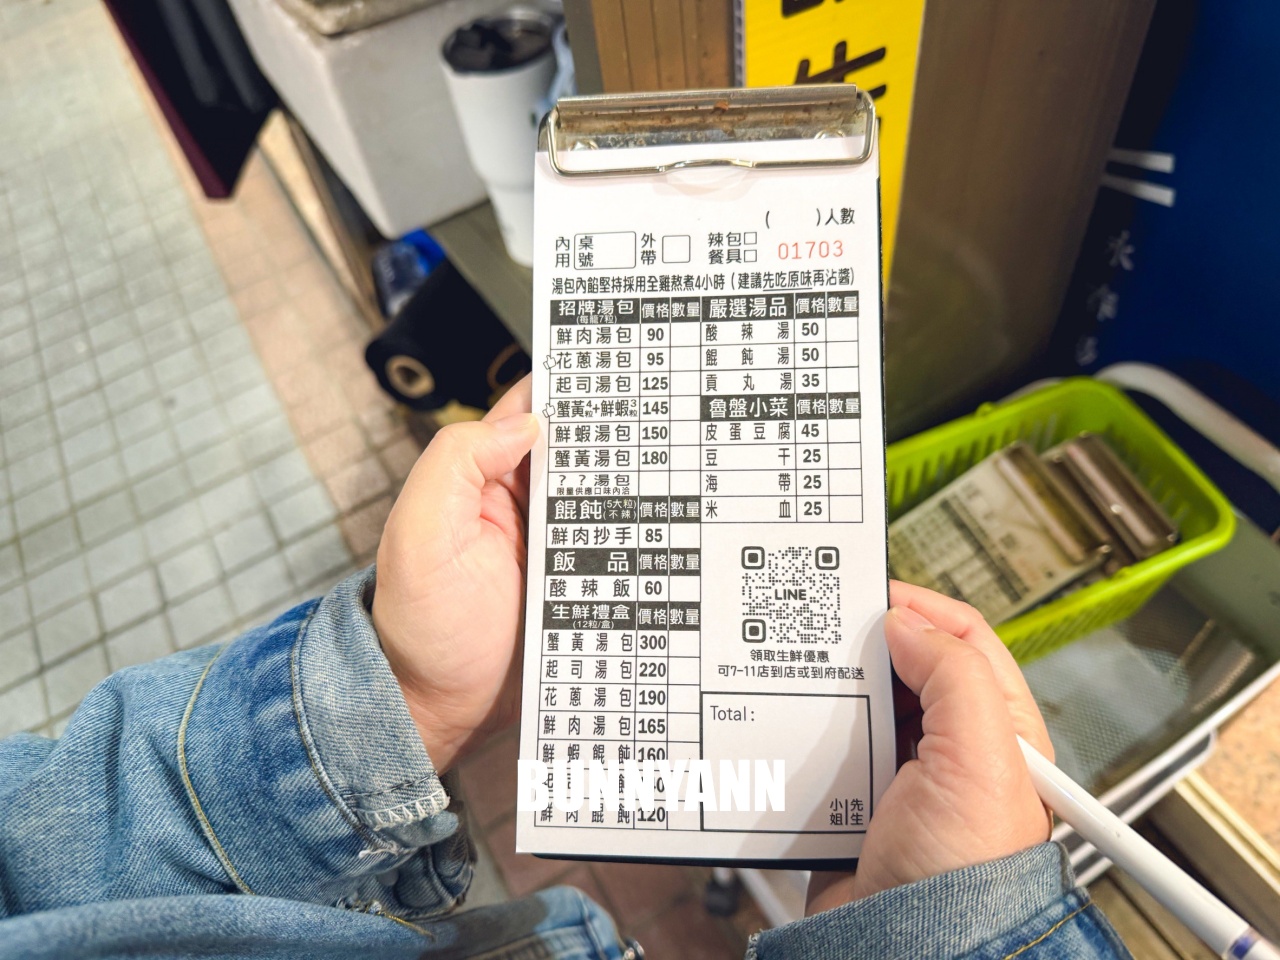 (　　)人數
內用 桌號 外帶 辣包□ 餐具□ 01703
湯包內餡堅持採用全雞熬煮4小時(建議先吃原味再沾醬)
招牌湯包(每籠7粒) 價格 數量
鮮肉湯包 90
花蔥湯包 95
起司湯包 125
蟹黃4粒+鮮蝦3粒 145
鮮蝦湯包 150
蟹黃湯包 180
??湯包
限量供應口味內洽
餛飩(5大粒)(不辣) 價格 數量
鮮肉抄手 85
飯品 價格 數量
酸辣飯 60
生鮮禮盒(12粒/盒) 價格 數量
蟹黃湯包 300
起司湯包 220
花蔥湯包 190
鮮肉湯包 165
鮮蝦餛飩 160
鮮肉餛飩 120
嚴選湯品 價格 數量
酸辣湯 50
餛飩湯 50
貢丸湯 35
魯盤小菜 價格 數量
皮蛋豆腐 45
豆干 25
海帶 25
米血 25
LINE
領取生鮮優惠
可7-11店到店或到府配送
Total:
小姐|先生
BUNNYANN